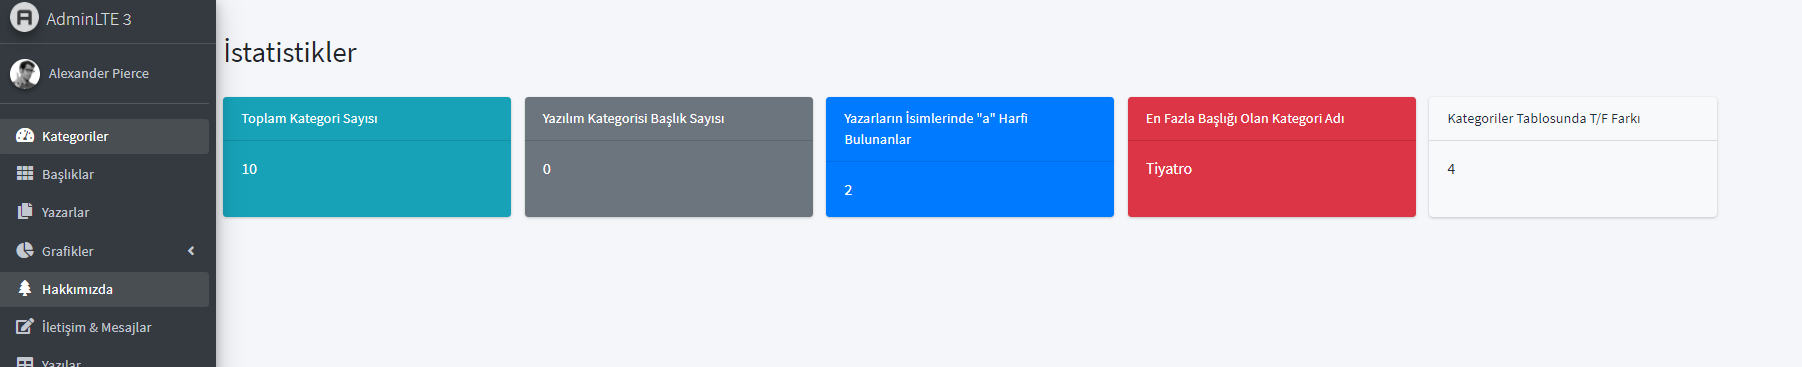 AdminLTE 3
Alexander Pierce
Kategoriler
Başlıklar
Yazarlar
Grafikler
Hakkımızda
İletişim & Mesajlar
Yazılar
İstatistikler
Toplam Kategori Sayısı
10
Yazılım Kategorisi Başlık Sayısı
0
Yazarların İsimlerinde "a" Harfi
Bulunanlar
2
En Fazla Başlığı Olan Kategori Adı
Tiyatro
Kategoriler Tablosunda T/F Farkı
4